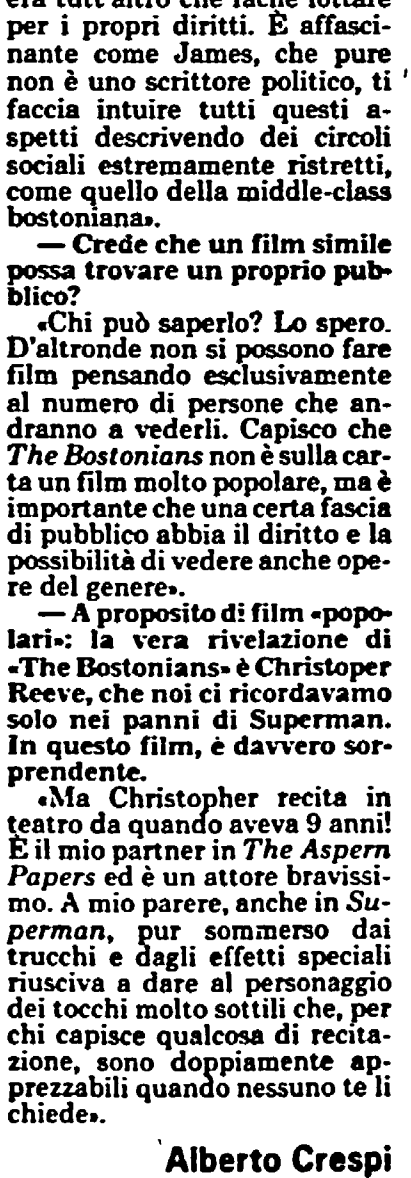 era tutt'altro che facile lottare
per i propri diritti. È affasci-
nante come James, che pure
non è uno scrittore politico, ti
faccia intuire tutti questi a-
spetti descrivendo dei circoli
sociali estremamente ristretti,
come quello della middle-class
bostoniana».
— Crede che un film simile
possa trovare un proprio pub-
blico?
«Chi può saperlo? Lo spero.
D'altronde non si possono fare
film pensando esclusivamente
al numero di persone che an-
dranno a vederli. Capisco che
The Bostonians non è sulla car-
ta un film molto popolare, ma è
importante che una certa fascia
di pubblico abbia il diritto e la
possibilità di vedere anche ope-
re del genere».
— A proposito di film «popo-
lari»: la vera rivelazione di
«The Bostonians» è Christoper
Reeve, che noi ci ricordavamo
solo nei panni di Superman.
In questo film, è davvero sor-
prendente.
«Ma Christopher recita in
teatro da quando aveva 9 anni!
È il mio partner in The Aspern
Papers ed è un attore bravissi-
mo. A mio parere, anche in Su-
perman, pur sommerso dai
trucchi e dagli effetti speciali
riusciva a dare al personaggio
dei tocchi molto sottili che, per
chi capisce qualcosa di recita-
zione, sono doppiamente ap-
prezzabili quando nessuno te li
chiede».
Alberto Crespi